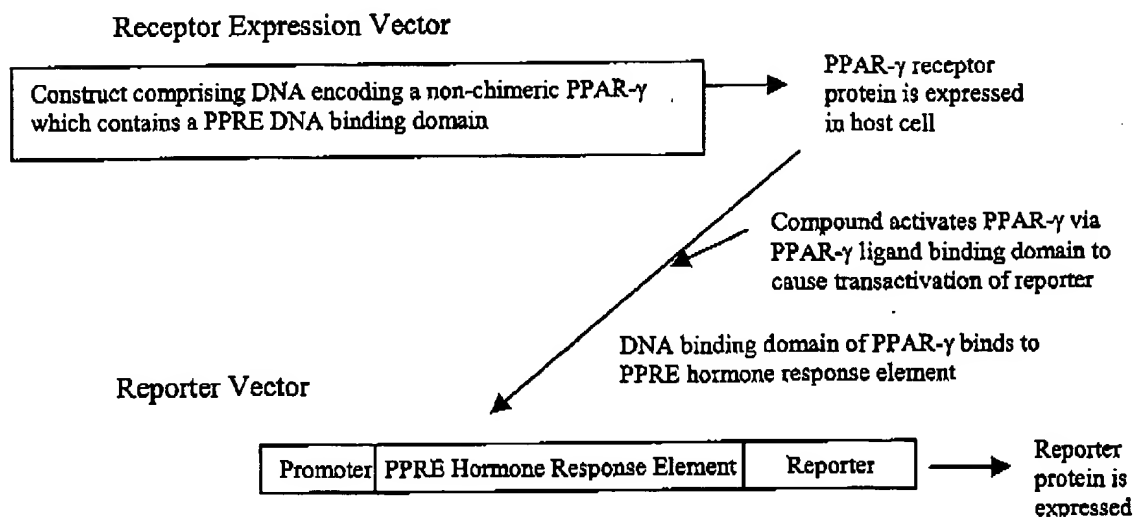 Receptor Expression Vector
Construct comprising DNA encoding a non-chimeric PPAR-γ
which contains a PPRE DNA binding domain
PPAR-γ receptor
protein is expressed
in host cell
Compound activates PPAR-γ via
PPAR-γ ligand binding domain to
cause transactivation of reporter
DNA binding domain of PPAR-γ binds to
PPRE hormone response element
Reporter Vector
Promoter PPRE Hormone Response Element Reporter
Reporter
protein is
expressed